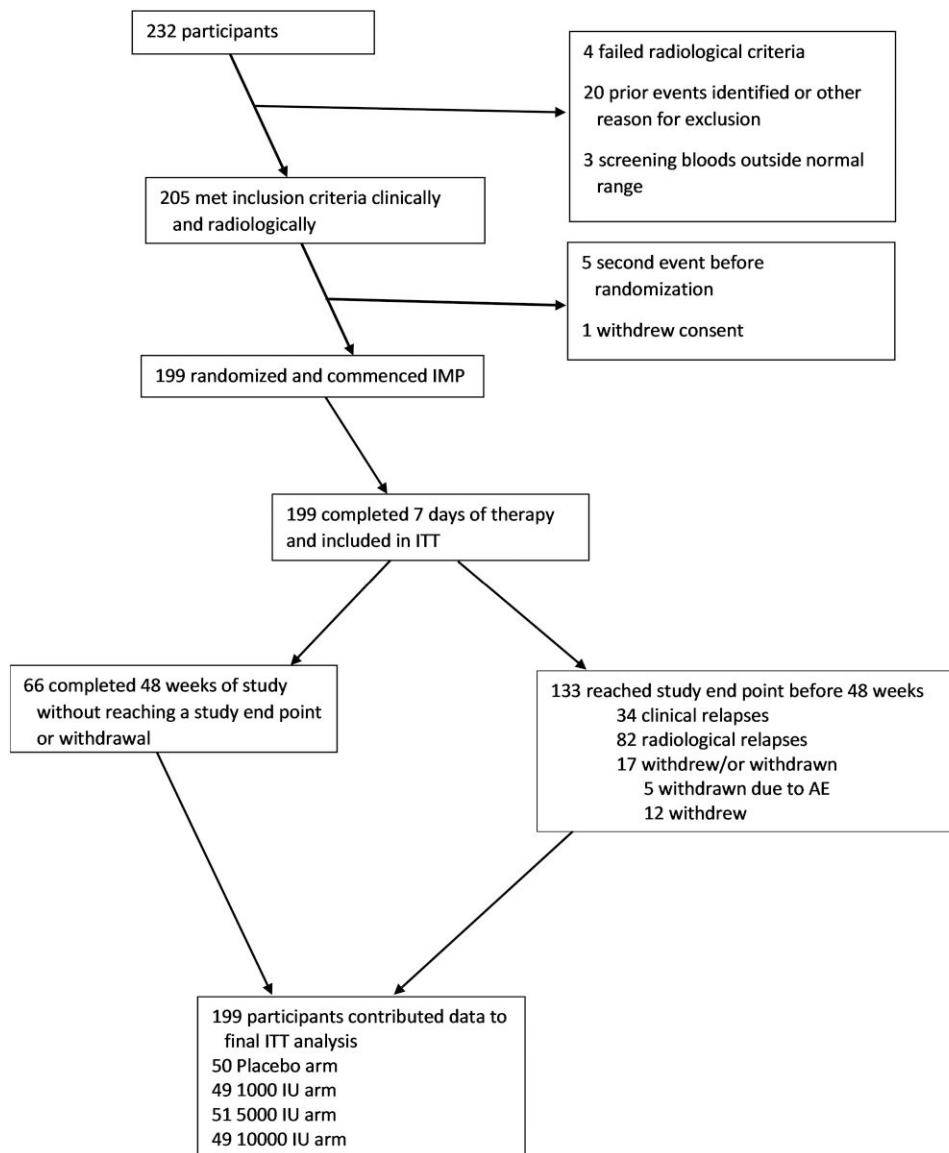 232 participants
4 failed radiological criteria
20 prior events identified or other
reason for exclusion
3 screening bloods outside normal
range
205 met inclusion criteria clinically
and radiologically
5 second event before
randomization
1 withdrew consent
199 randomized and commenced IMP
199 completed 7 days of therapy
and included in ITT
66 completed 48 weeks of study
without reaching a study end point
or withdrawal
133 reached study end point before 48 weeks
34 clinical relapses
82 radiological relapses
17 withdrew/or withdrawn
5 withdrawn due to AE
12 withdrew
199 participants contributed data to
final ITT analysis
50 Placebo arm
49 1000 IU arm
51 5000 IU arm
49 10000 IU arm